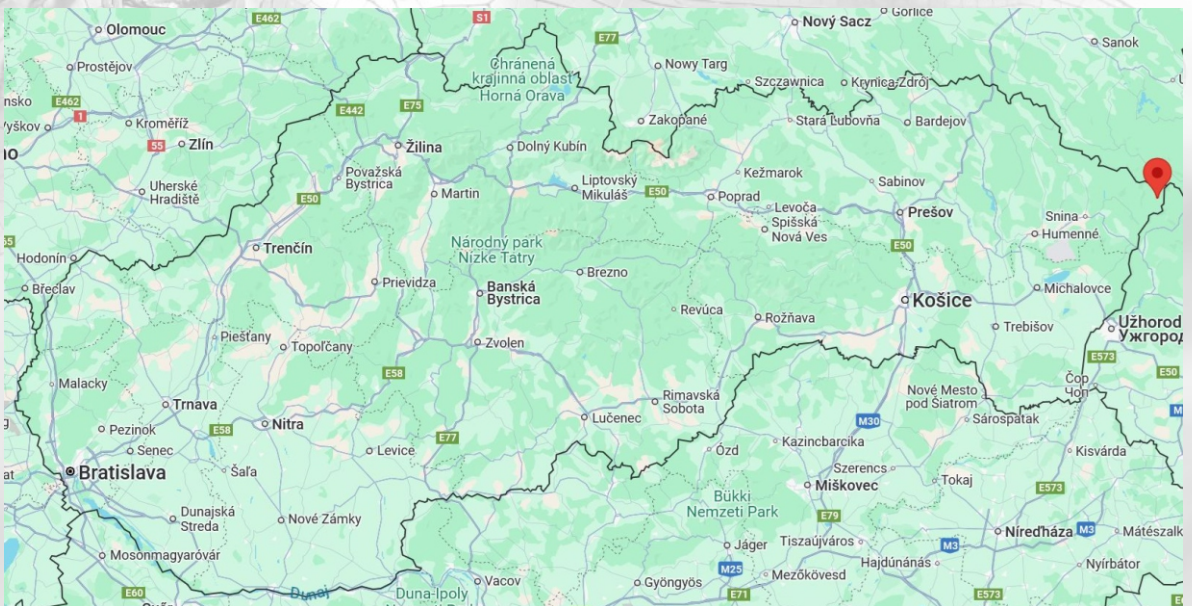 E462
S1
Gorlice
Olomouc
Nový Sącz
E77
Sanok
Prostějov
Chránená
krajinná oblasť
Horná Orava
Nowy Targ
Szczawnica
Krynica-Zdrój
E462
1
E442
E75
Kroměříž
Zakopané
Stará Ľubovňa
Bardejov
55
Zlín
Žilina
Dolný Kubín
Považská
Bystrica
Kežmarok
Sabinov
Uherské
Hradiště
E50
Martin
Liptovský
Mikuláš
E50
Poprad
Levoča
Prešov
Spišská
Nová Ves
Snina
Humenné
Trenčín
Národný park
Nízke Tatry
E50
Hodonín
Břeclav
Prievidza
Banská
Bystrica
Brezno
Michalovce
Košice
Revúca
Rožňava
Trebišov
Užhorod
Ужгород
Piešťany
Topoľčany
Zvolen
E573
E58
E50
Malacky
Trnava
Rimavská
Sobota
Nové Mesto
pod Šiatrom
Čop
Чоп
Lučenec
M30
Sárospatak
Pezinok
E58
Nitra
E77
Kazincbarcika
Senec
Levice
Ózd
Kisvárda
Bratislava
Šaľa
Szerencs
Miškovec
Tokaj
E573
Dunajská
Streda
Nové Zámky
Bükki
Nemzeti Park
E79
Níreďháza
M3
Mátészalk
Mosonmagyaróvár
Jáger
Tiszaújváros
M3
Hajdúnánás
M25
Nyírbátor
E60
Dunaj
Vacov
Duna-Ipoly
Gyöngyös
Mezőkövesd
E71
E573